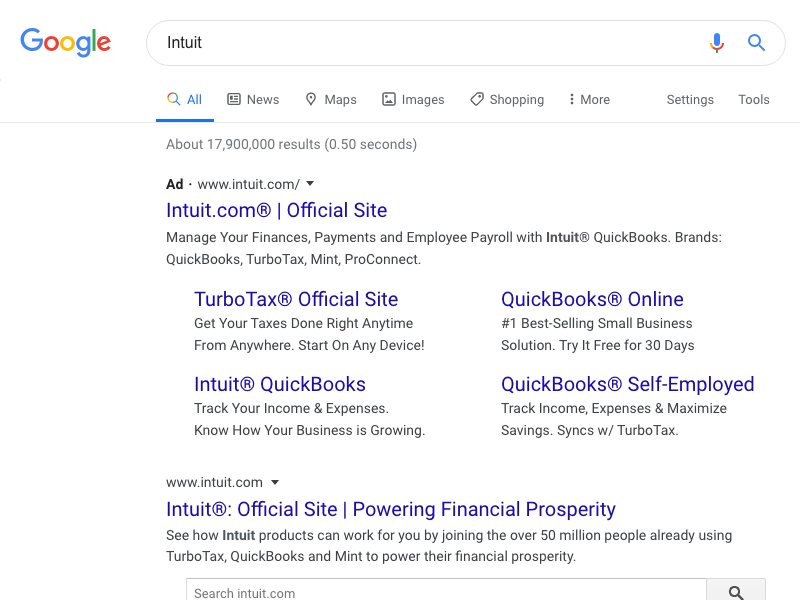 Google
Intuit
All News Maps Images Shopping More Settings Tools
About 17,900,000 results (0.50 seconds)
Ad · www.intuit.com/
Intuit.com® | Official Site
Manage Your Finances, Payments and Employee Payroll with Intuit® QuickBooks. Brands:
QuickBooks, TurboTax, Mint, ProConnect.
TurboTax® Official Site
Get Your Taxes Done Right Anytime
From Anywhere. Start On Any Device!
QuickBooks® Online
#1 Best-Selling Small Business
Solution. Try It Free for 30 Days
Intuit® QuickBooks
Track Your Income & Expenses.
Know How Your Business is Growing.
QuickBooks® Self-Employed
Track Income, Expenses & Maximize
Savings. Syncs w/ TurboTax.
www.intuit.com
Intuit®: Official Site | Powering Financial Prosperity
See how Intuit products can work for you by joining the over 50 million people already using
TurboTax, QuickBooks and Mint to power their financial prosperity.
Search intuit.com